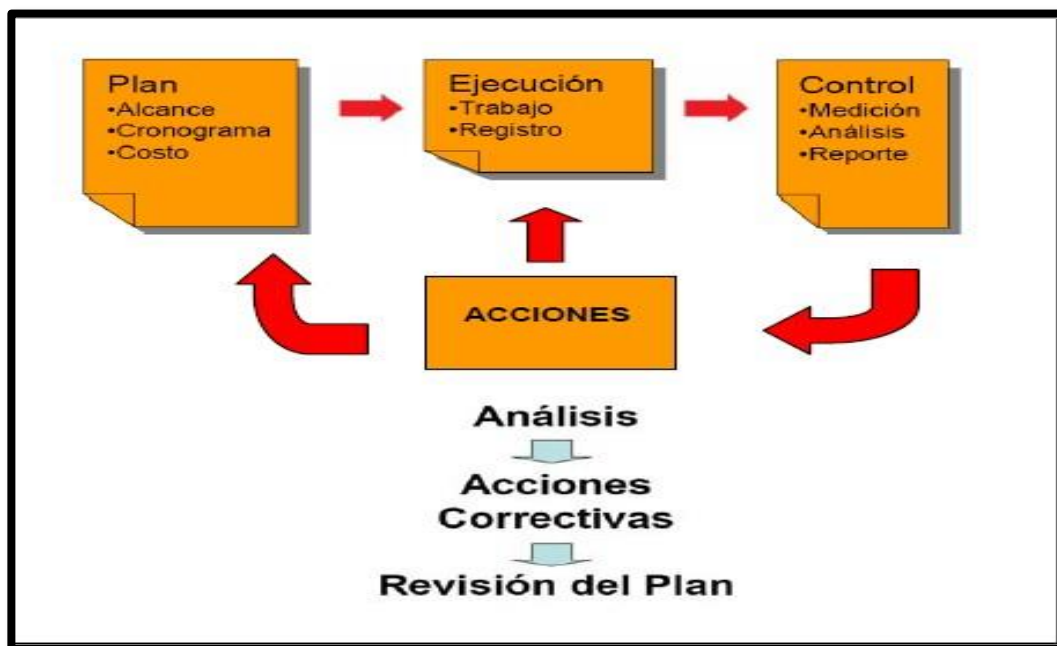 Plan
•Alcance
•Cronograma
•Costo
Ejecución
•Trabajo
•Registro
Control
•Medición
•Análisis
•Reporte
ACCIONES
Análisis
Acciones
Correctivas
Revisión del Plan